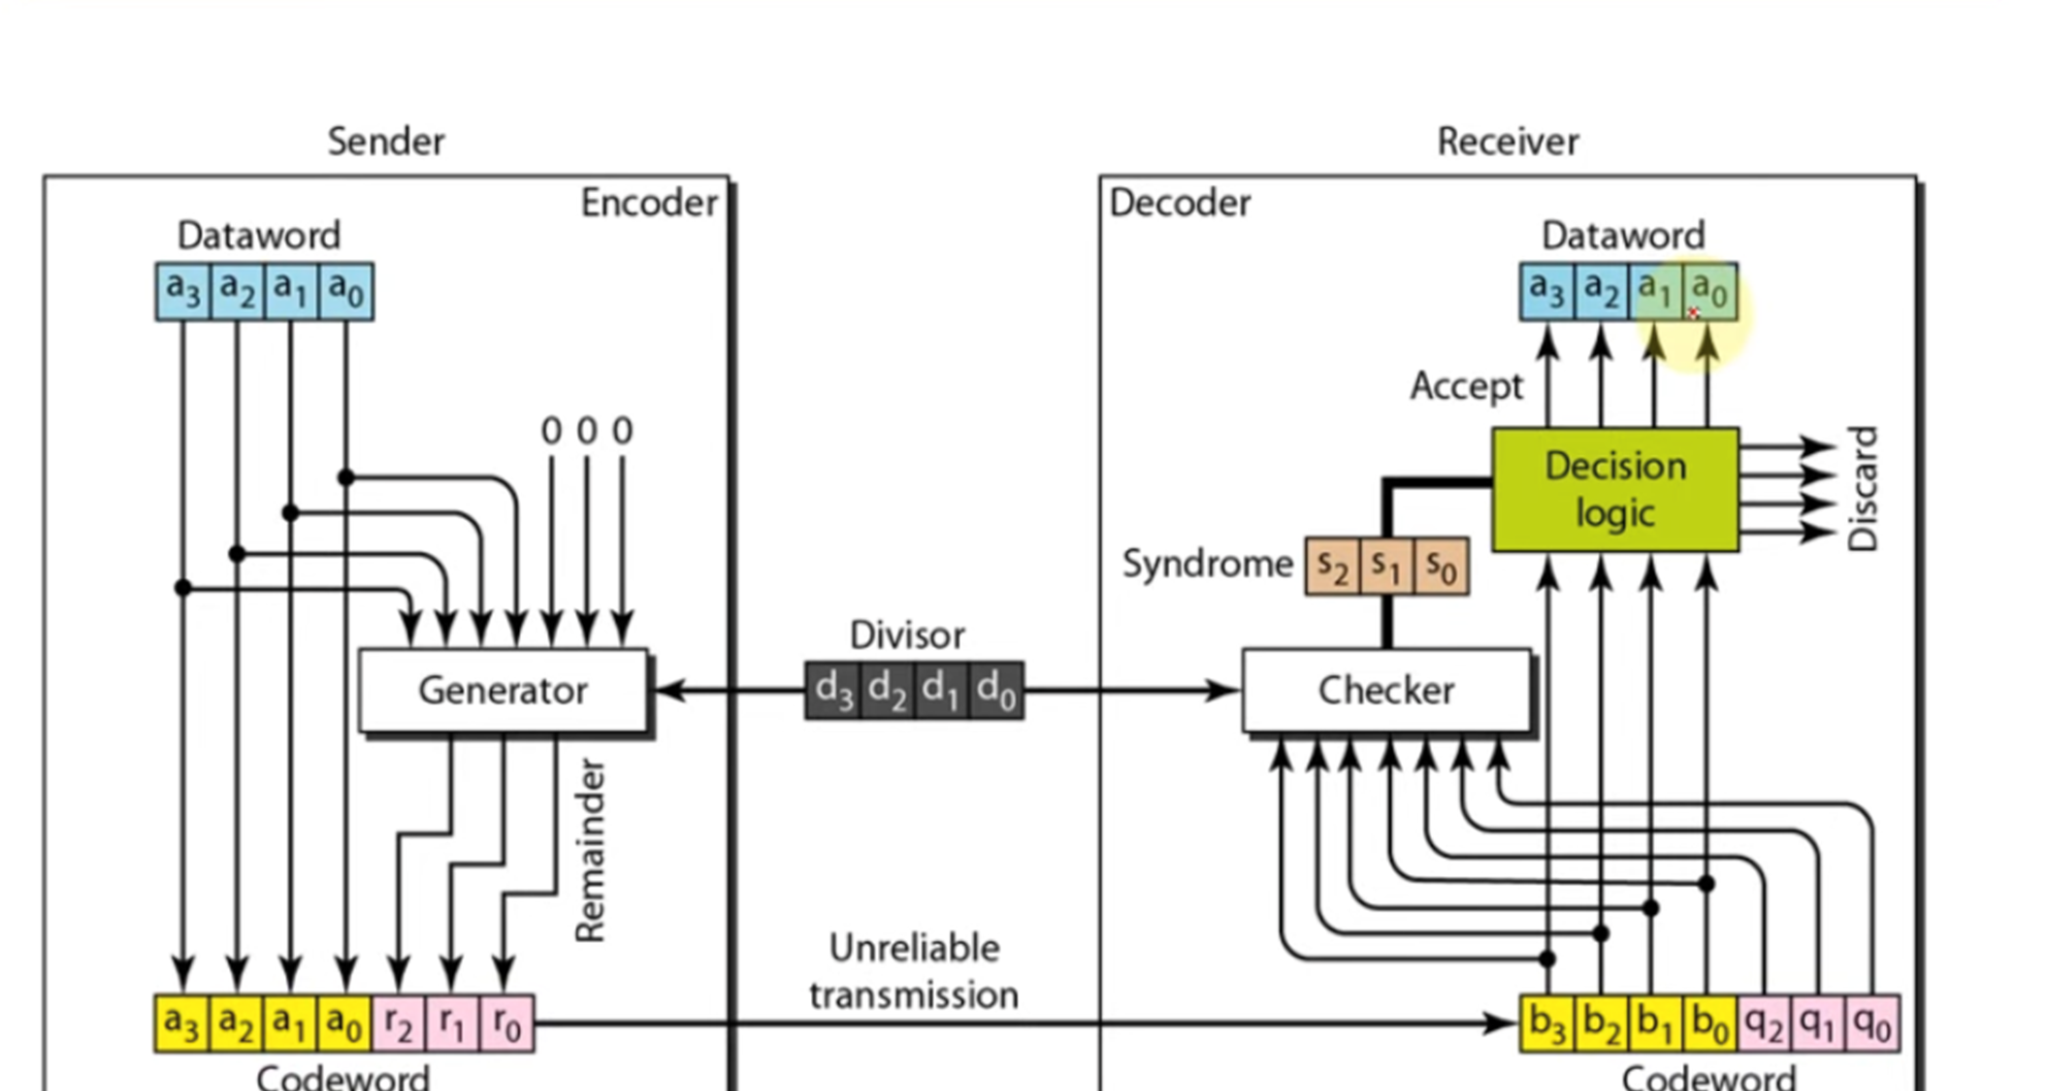 Sender
Encoder
Dataword
a3 a2 a1 a0
0 0 0
Generator
Remainder
a3 a2 a1 a0 r2 r1 r0
Codeword
Divisor
d3 d2 d1 d0
Unreliable
transmission
Receiver
Decoder
Dataword
a3 a2 a1 a0
Accept
Decision
logic
Discard
Syndrome
s2 s1 s0
Checker
b3 b2 b1 b0 q2 q1 q0
Codeword